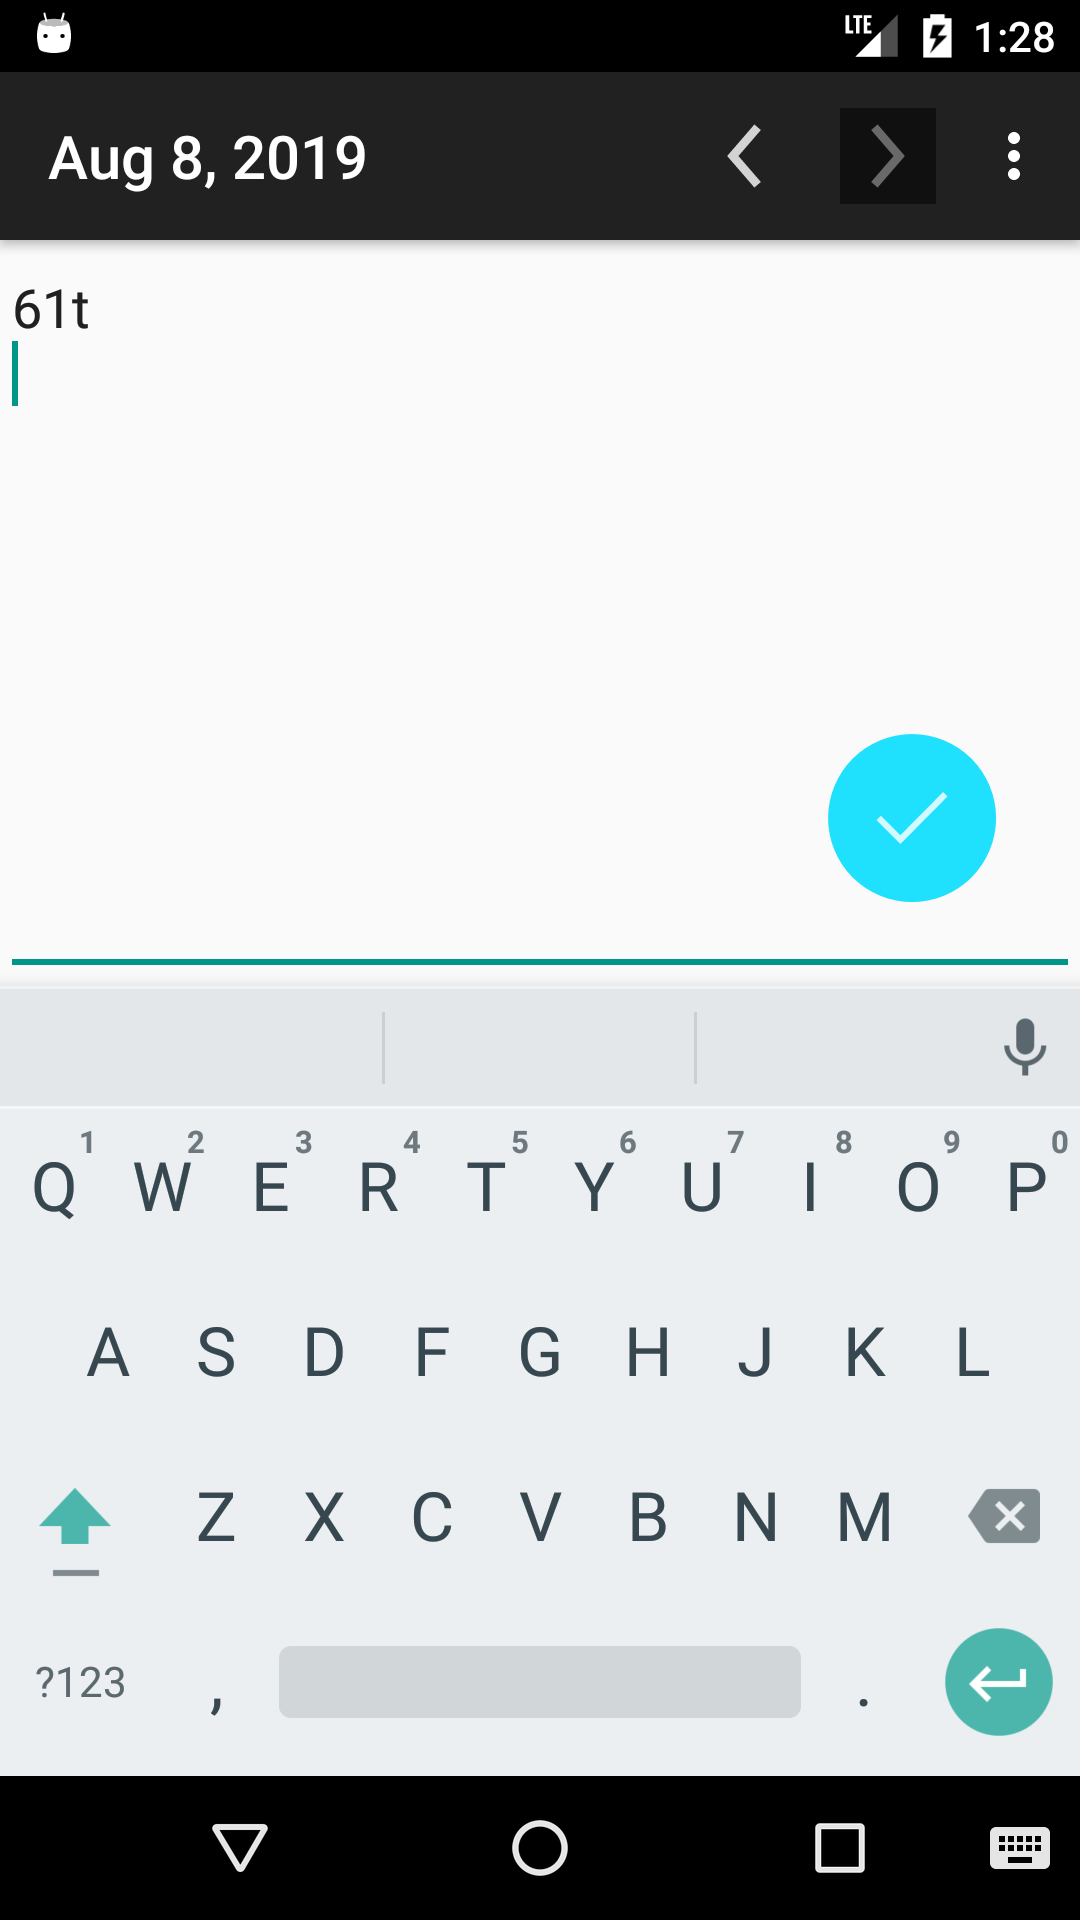 LTE 1:28
Aug 8, 2019
61t
1 2 3 4 5 6 7 8 9 0
Q W E R T Y U I O P
A S D F G H J K L
Z X C V B N M
?123 , .